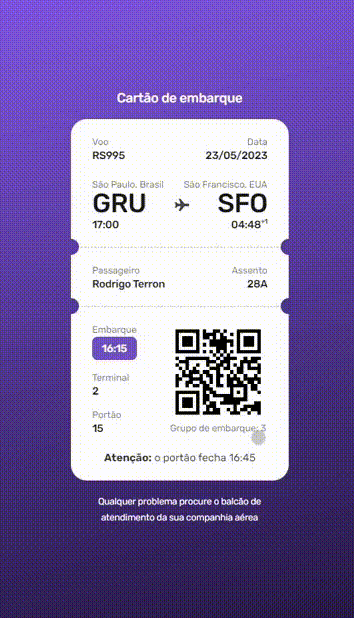 Cartão de embarque
Voo Data
RS995 23/05/2023
São Paulo, Brasil São Francisco, EUA
GRU SFO
17:00 04:48+1
Passageiro Assento
Rodrigo Terron 28A
Embarque
16:15
Terminal
2
Portão
15
Grupo de embarque: 3
Atenção: o portão fecha 16:45
Qualquer problema procure o balcão de
atendimento da sua companhia aérea